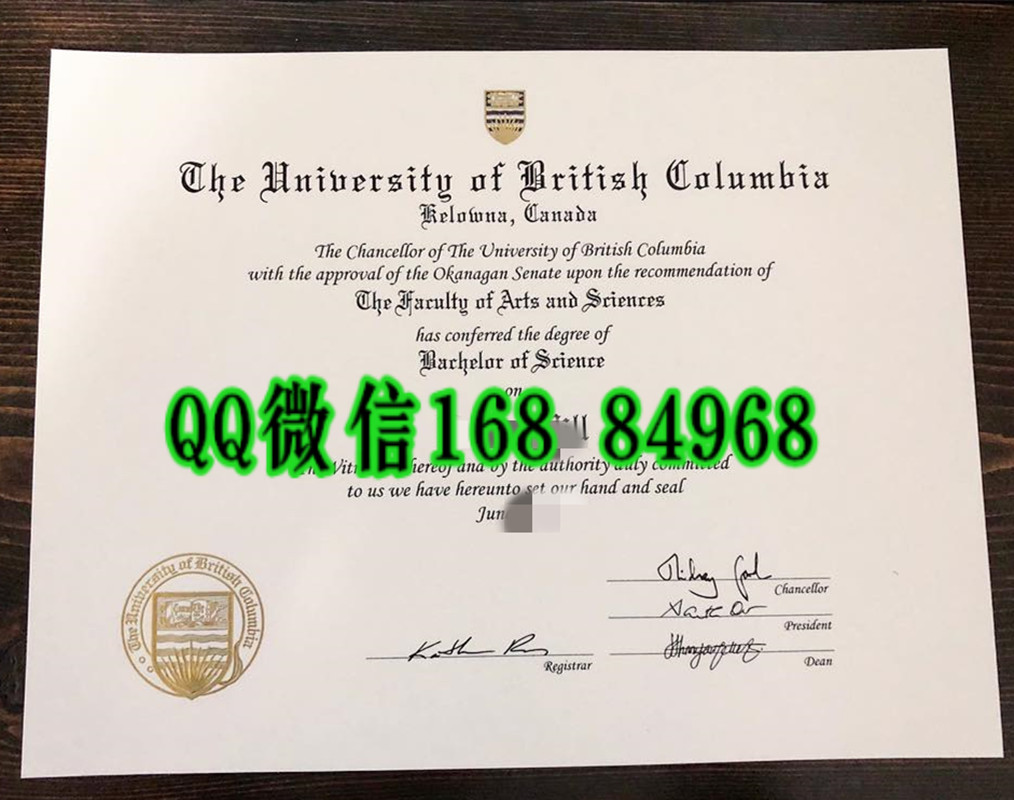 The University of British Columbia
Kelowna, Canada
The Chancellor of The University of British Columbia
with the approval of the Okanagan Senate upon the recommendation of
The Faculty of Arts and Sciences
has conferred the degree of
Bachelor of Science
on
QQ微信168 84968
hereof and by the authority duly committed
to us we have hereunto set our hand and seal
The University of British Columbia
Chancellor
President
Registrar
Dean